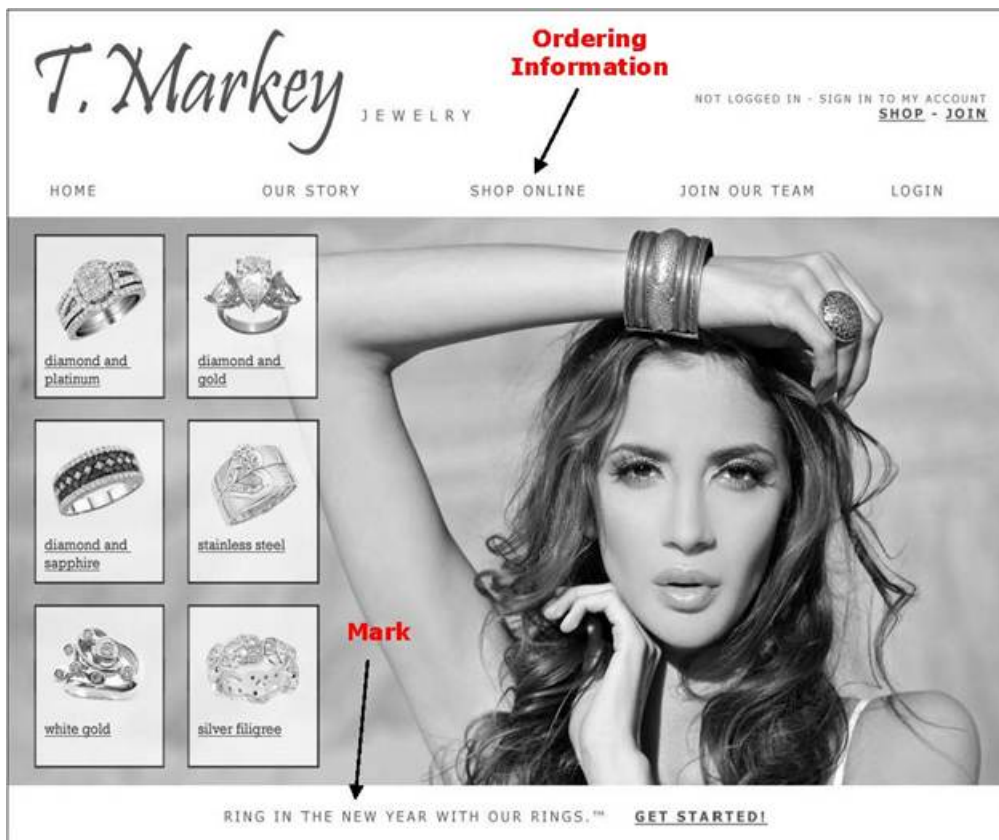 T. Markey JEWELRY
Ordering
Information
NOT LOGGED IN - SIGN IN TO MY ACCOUNT
SHOP - JOIN
HOME OUR STORY SHOP ONLINE JOIN OUR TEAM LOGIN
diamond and
platinum
diamond and
gold
diamond and
sapphire
stainless steel
white gold
silver filigree
Mark
RING IN THE NEW YEAR WITH OUR RINGS.™ GET STARTED!